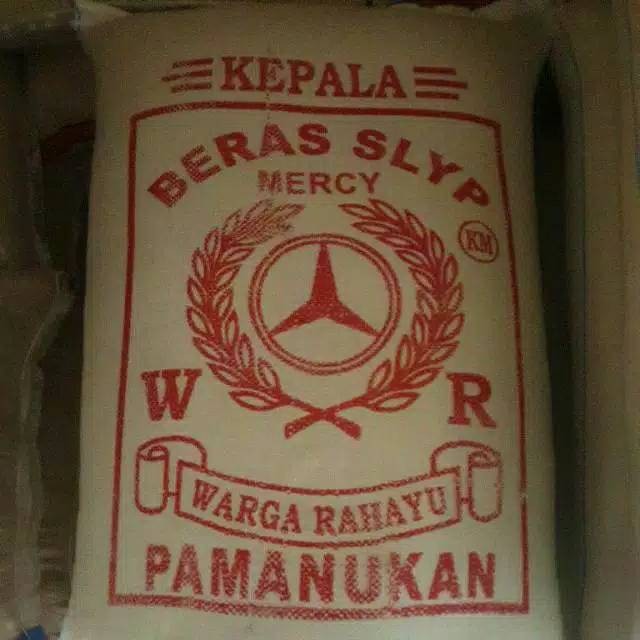 KEPALA
BERAS SLYP
MERCY
KM
W R
WARGA RAHAYU
PAMANUKAN